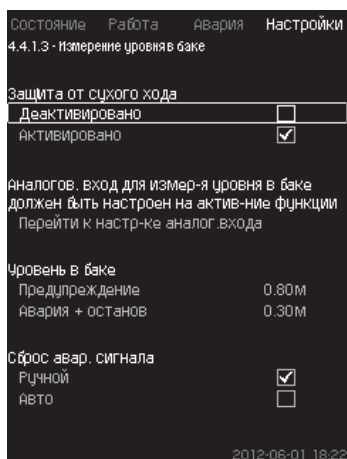 Состояние Работа Авария Настройки
4.4.1.3 - Измерение уровня в баке
Защита от сухого хода
Деактивировано
Активировано
Аналогов. вход для измер-я уровня в баке
должен быть настроен на актив-ние функции
Перейти к настр-ке аналог.входа
Уровень в баке
Предупреждение 0.80м
Авария + останов 0.30м
Сброс авар. сигнала
Ручной
Авто
2012-06-01 18:22